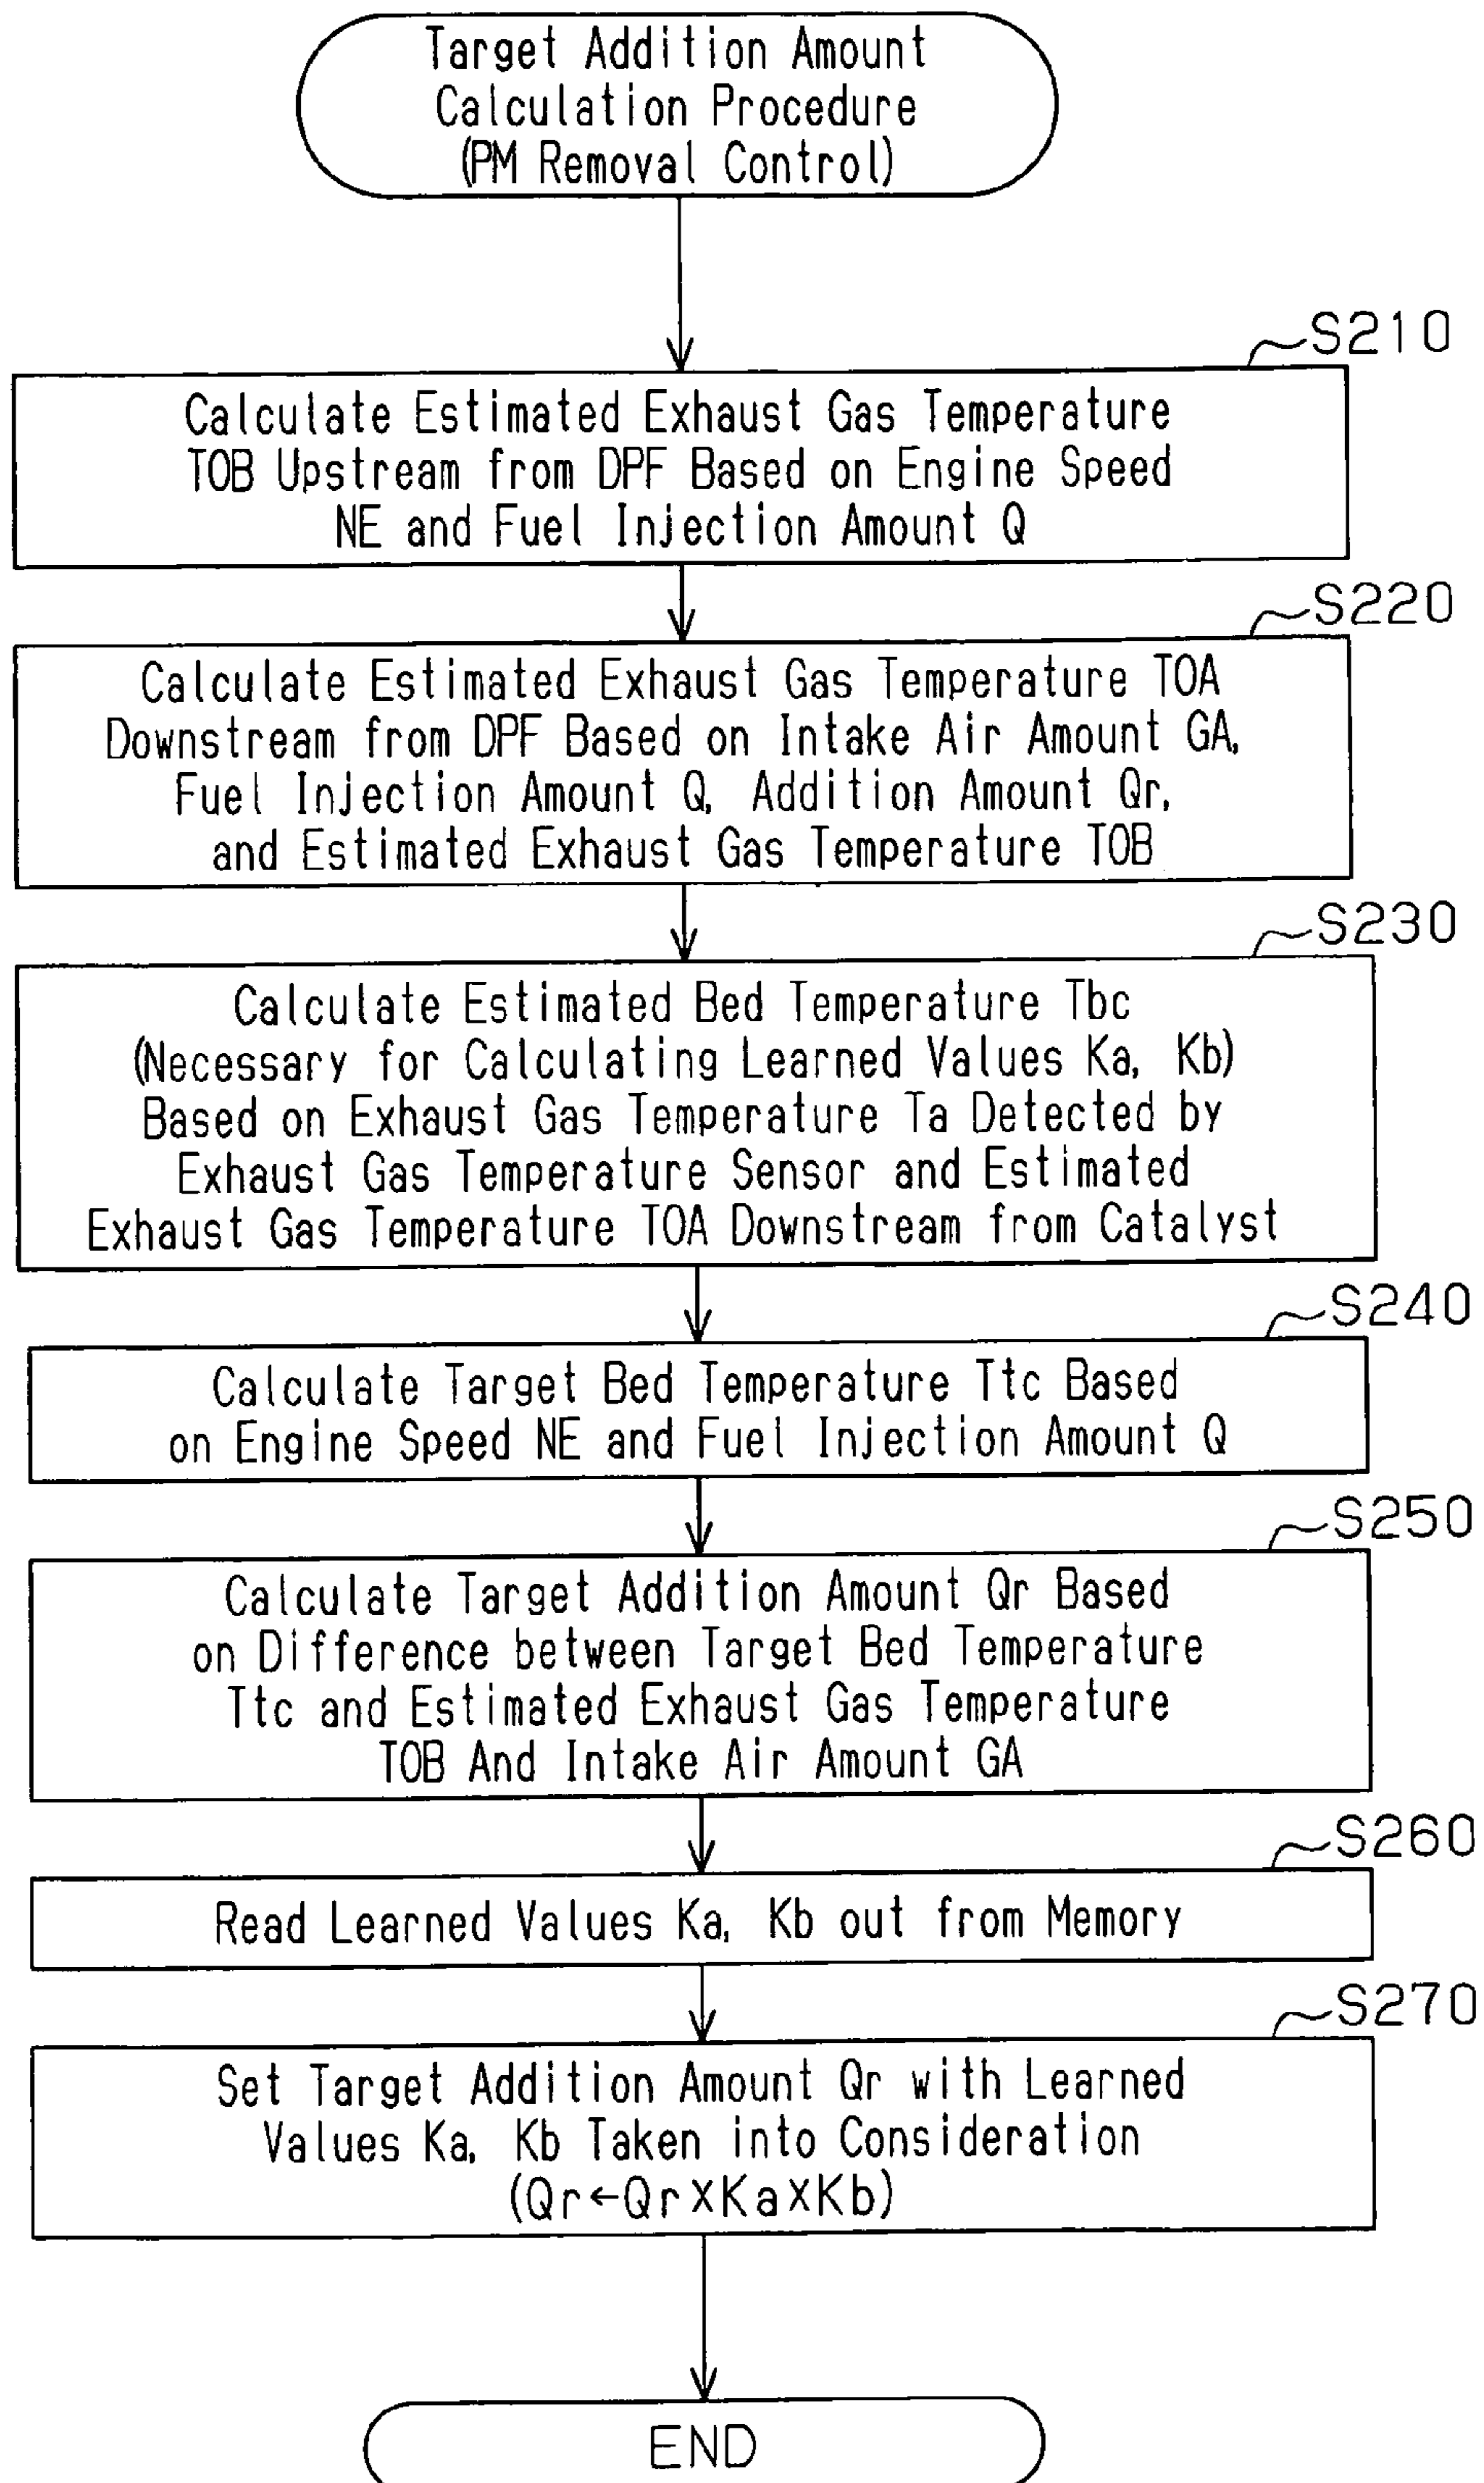 Target Addition Amount
Calculation Procedure
(PM Removal Control)
S210
Calculate Estimated Exhaust Gas Temperature
TOB Upstream from DPF Based on Engine Speed
NE and Fuel Injection Amount Q
S220
Calculate Estimated Exhaust Gas Temperature TOA
Downstream from DPF Based on Intake Air Amount GA,
Fuel Injection Amount Q, Addition Amount Qr,
and Estimated Exhaust Gas Temperature TOB
S230
Calculate Estimated Bed Temperature Tbc
(Necessary for Calculating Learned Values Ka, Kb)
Based on Exhaust Gas Temperature Ta Detected by
Exhaust Gas Temperature Sensor and Estimated
Exhaust Gas Temperature TOA Downstream from Catalyst
S240
Calculate Target Bed Temperature Ttc Based
on Engine Speed NE and Fuel Injection Amount Q
S250
Calculate Target Addition Amount Qr Based
on Difference between Target Bed Temperature
Ttc and Estimated Exhaust Gas Temperature
TOB And Intake Air Amount GA
S260
Read Learned Values Ka, Kb out from Memory
S270
Set Target Addition Amount Qr with Learned
Values Ka, Kb Taken into Consideration
(Qr←Qr×Ka×Kb)
END